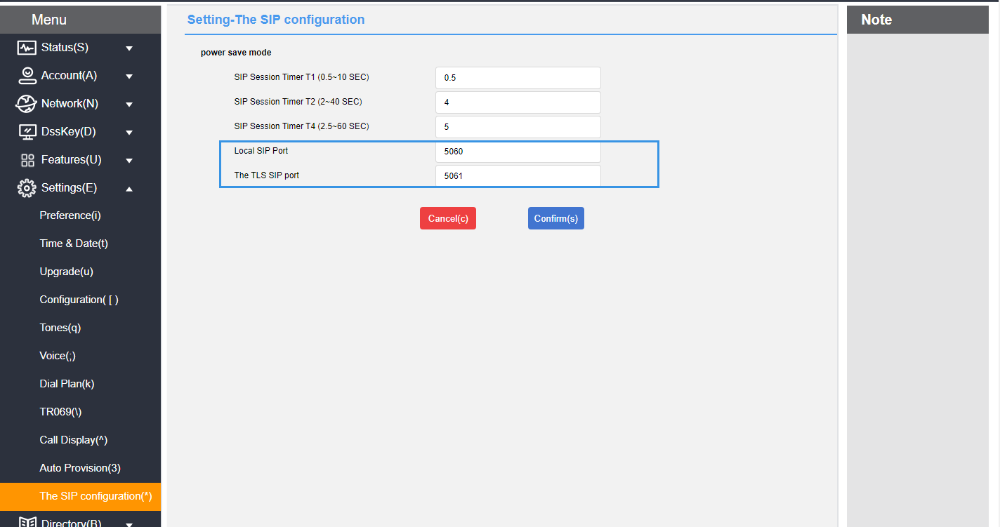 Menu
Status(S)
Account(A)
Network(N)
DssKey(D)
Features(U)
Settings(E)
Preference(i)
Time & Date(t)
Upgrade(u)
Configuration( [ )
Tones(q)
Voice(;)
Dial Plan(k)
TR069(\)
Call Display(^)
Auto Provision(3)
The SIP configuration(*)
Directory(B)
Setting-The SIP configuration
power save mode
SIP Session Timer T1 (0.5~10 SEC) 0.5
SIP Session Timer T2 (2~40 SEC) 4
SIP Session Timer T4 (2.5~60 SEC) 5
Local SIP Port 5060
The TLS SIP port 5061
Cancel(c) Confirm(s)
Note